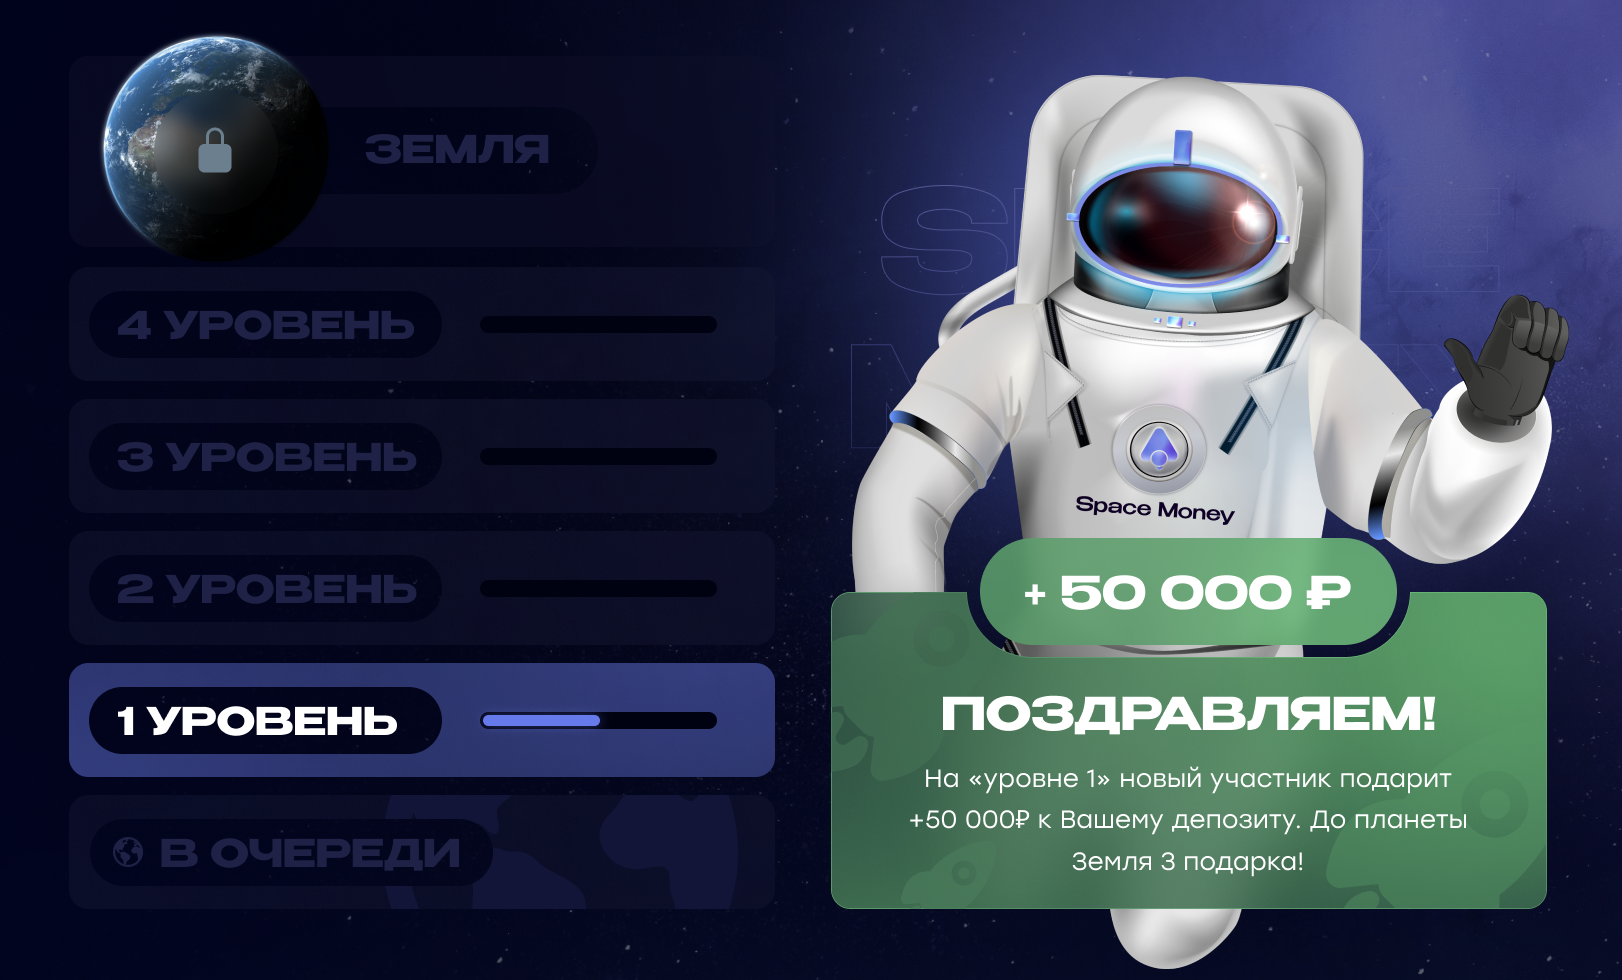 ЗЕМЛЯ
4 УРОВЕНЬ
3 УРОВЕНЬ
2 УРОВЕНЬ
1 УРОВЕНЬ
В ОЧЕРЕДИ
Space Money
+ 50 000 ₽
ПОЗДРАВЛЯЕМ!
На «уровне 1» новый участник подарит
+50 000₽ к Вашему депозиту. До планеты
Земля 3 подарка!